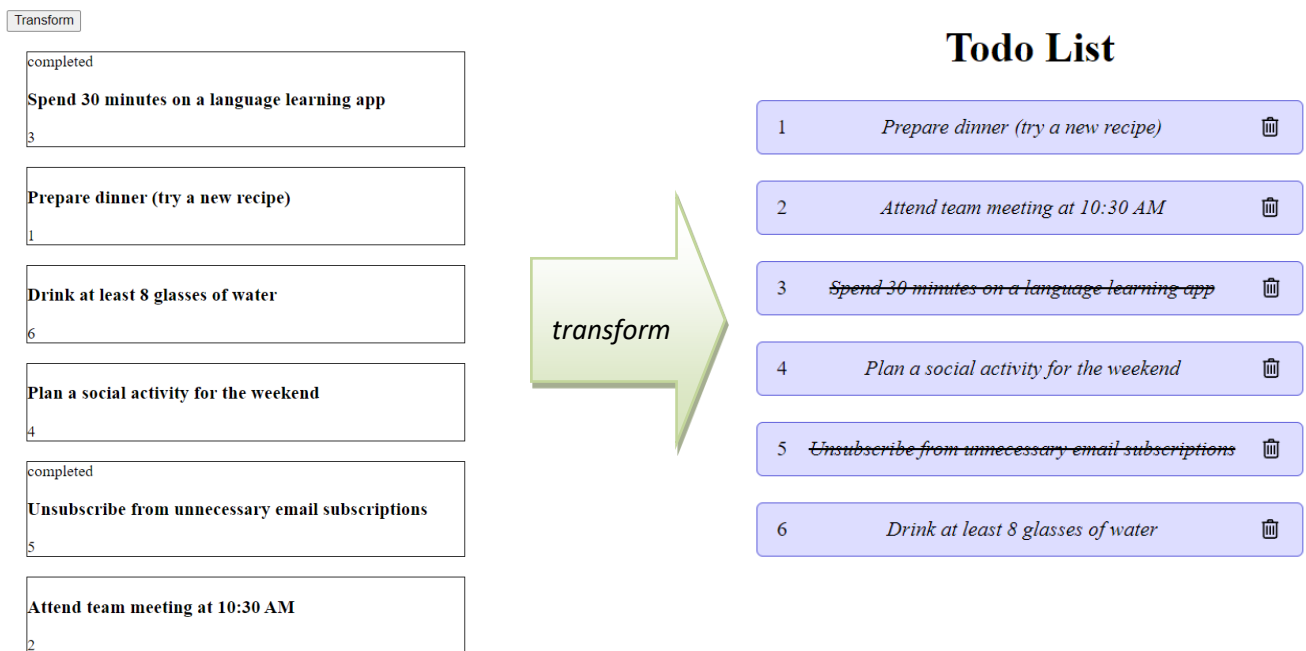 Transform
completed
Spend 30 minutes on a language learning app
3
Prepare dinner (try a new recipe)
1
Drink at least 8 glasses of water
6
Plan a social activity for the weekend
4
completed
Unsubscribe from unnecessary email subscriptions
5
Attend team meeting at 10:30 AM
2
transform
Todo List
1 Prepare dinner (try a new recipe)
2 Attend team meeting at 10:30 AM
3 Spend 30 minutes on a language learning app
4 Plan a social activity for the weekend
5 Unsubscribe from unnecessary email subscriptions
6 Drink at least 8 glasses of water